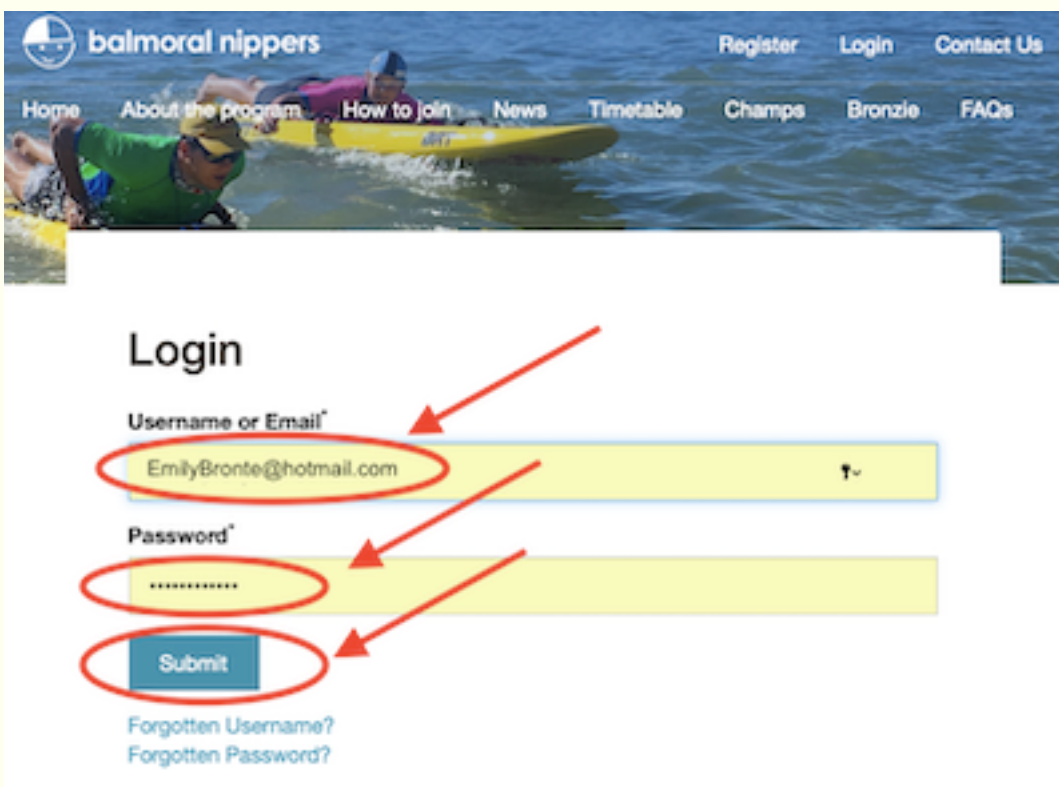 balmoral nippers
Register Login Contact Us
Home About the program How to join News Timetable Champs Bronzie FAQs
Login
Username or Email*
EmilyBronte@hotmail.com
Password*
••••••••••••
Submit
Forgotten Username?
Forgotten Password?